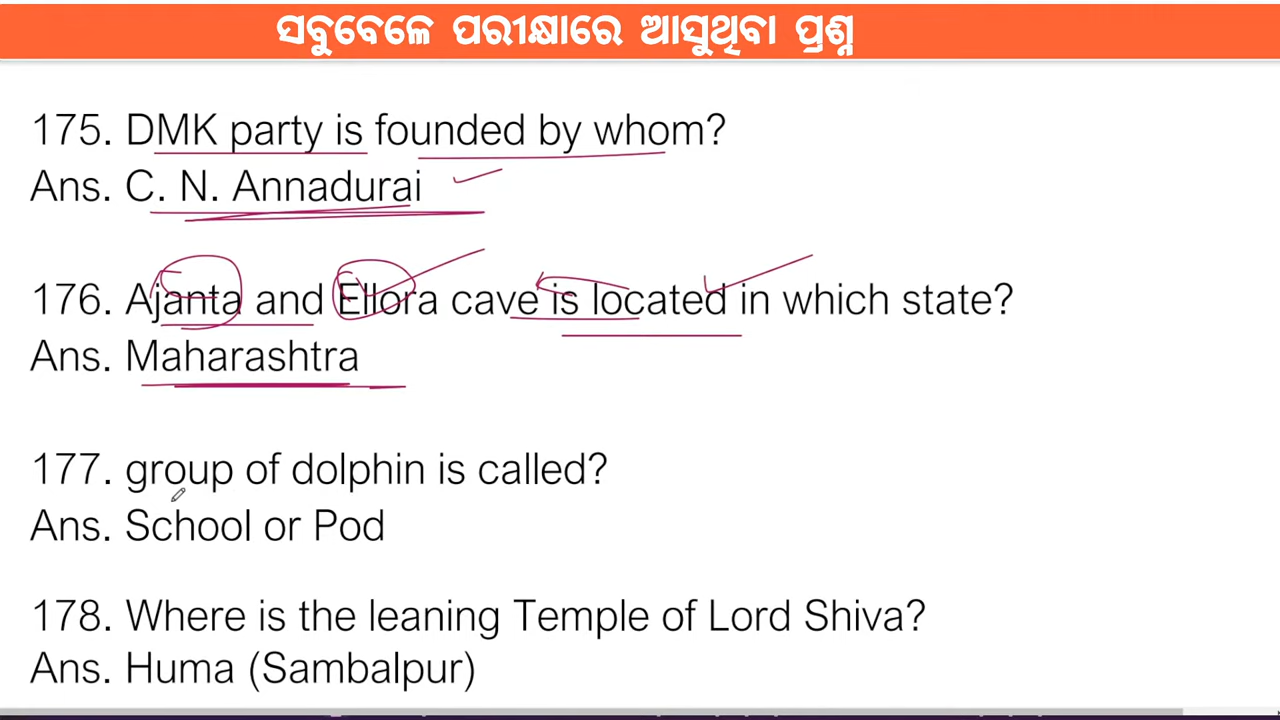 ସବୁବେଳେ ପରୀକ୍ଷାରେ ଆସୁଥିବା ପ୍ରଶ୍ନ
175. DMK party is founded by whom?
Ans. C. N. Annadurai
176. Ajanta and Ellora cave is located in which state?
Ans. Maharashtra
177. group of dolphin is called?
Ans. School or Pod
178. Where is the leaning Temple of Lord Shiva?
Ans. Huma (Sambalpur)